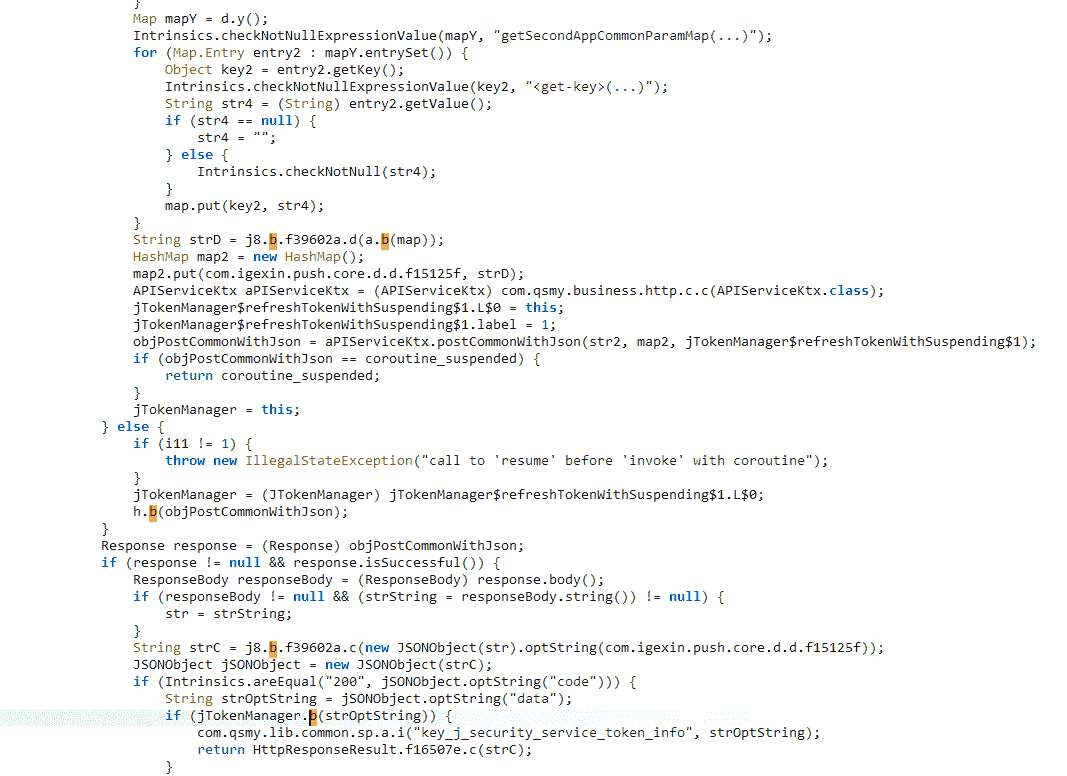 }
Map mapY = d.y();
Intrinsics.checkNotNullExpressionValue(mapY, "getSecondAppCommonParamMap(...)");
for (Map.Entry entry2 : mapY.entrySet()) {
Object key2 = entry2.getKey();
Intrinsics.checkNotNullExpressionValue(key2, "<get-key>(...)");
String str4 = (String) entry2.getValue();
if (str4 == null) {
str4 = "";
} else {
Intrinsics.checkNotNull(str4);
}
map.put(key2, str4);
}
String strD = j8.b.f39602a.d(a.b(map));
HashMap map2 = new HashMap();
map2.put(com.igexin.push.core.d.d.f15125f, strD);
APIServiceKtx aPIServiceKtx = (APIServiceKtx) com.qsmy.business.http.c.c(APIServiceKtx.class);
jTokenManager$refreshTokenWithSuspending$1.L$0 = this;
jTokenManager$refreshTokenWithSuspending$1.label = 1;
objPostCommonWithJson = aPIServiceKtx.postCommonWithJson(str2, map2, jTokenManager$refreshTokenWithSuspending$1);
if (objPostCommonWithJson == coroutine_suspended) {
return coroutine_suspended;
}
jTokenManager = this;
} else {
if (i11 != 1) {
throw new IllegalStateException("call to 'resume' before 'invoke' with coroutine");
}
jTokenManager = (JTokenManager) jTokenManager$refreshTokenWithSuspending$1.L$0;
h.b(objPostCommonWithJson);
}
Response response = (Response) objPostCommonWithJson;
if (response != null && response.isSuccessful()) {
ResponseBody responseBody = (ResponseBody) response.body();
if (responseBody != null && (strString = responseBody.string()) != null) {
str = strString;
}
String strC = j8.b.f39602a.c(new JSONObject(str).optString(com.igexin.push.core.d.d.f15125f));
JSONObject jSONObject = new JSONObject(strC);
if (Intrinsics.areEqual("200", jSONObject.optString("code"))) {
String strOptString = jSONObject.optString("data");
if (jTokenManager.b(strOptString)) {
com.qsmy.lib.common.sp.a.i("key_j_security_service_token_info", strOptString);
return HttpResponseResult.f16507e.c(strC);
}